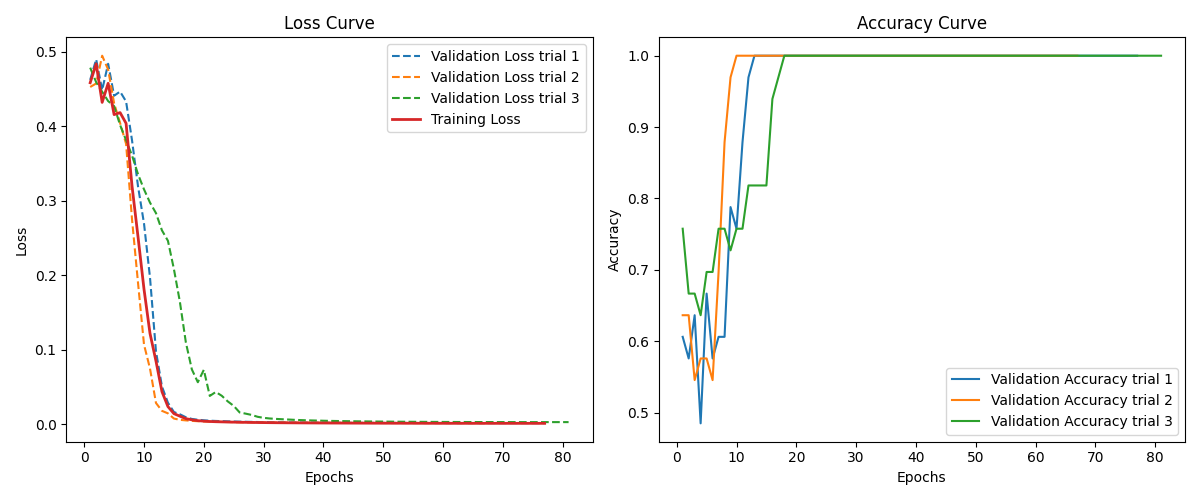 Loss Curve
Validation Loss trial 1
Validation Loss trial 2
Validation Loss trial 3
Training Loss
0.5
0.4
0.3
0.2
0.1
0.0
Loss
0 10 20 30 40 50 60 70 80
Epochs
Accuracy Curve
1.0
0.9
0.8
0.7
0.6
0.5
Accuracy
Validation Accuracy trial 1
Validation Accuracy trial 2
Validation Accuracy trial 3
0 10 20 30 40 50 60 70 80
Epochs